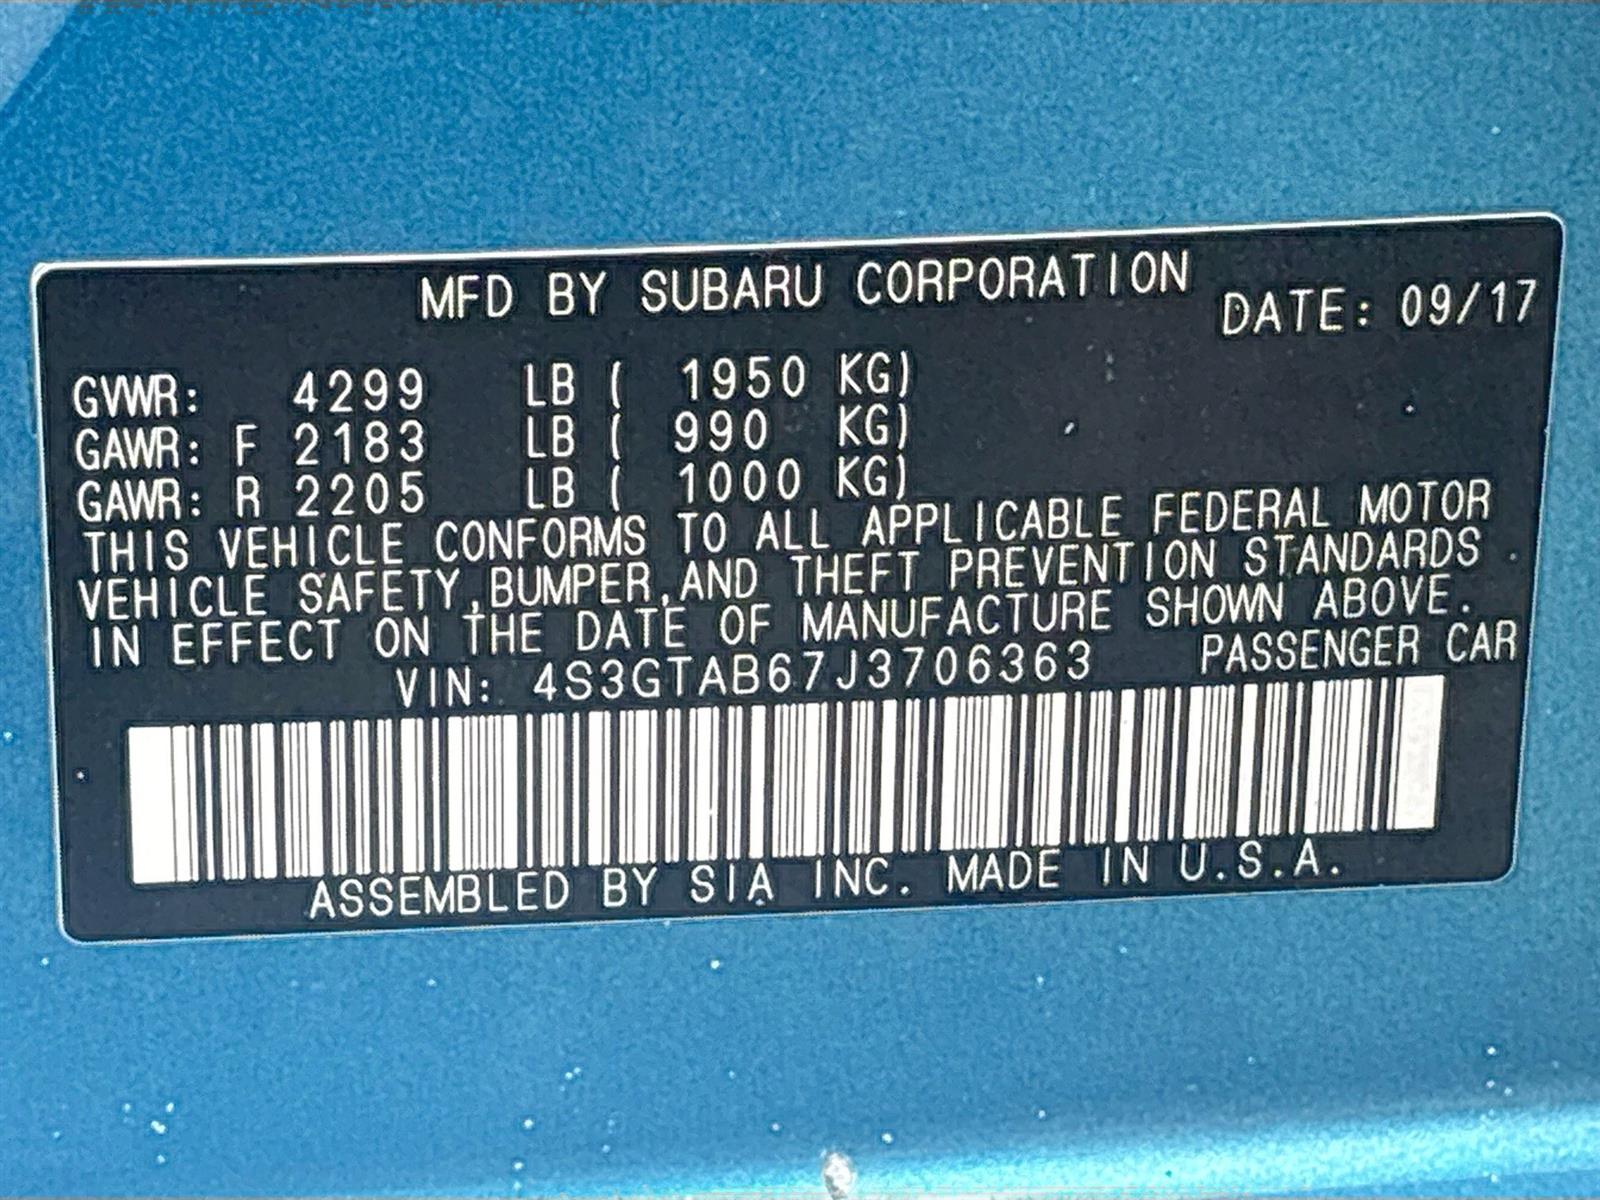 MFD BY SUBARU CORPORATION DATE: 09/17
GVWR: 4299 LB ( 1950 KG)
GAWR: F 2183 LB ( 990 KG)
GAWR: R 2205 LB ( 1000 KG)
THIS VEHICLE CONFORMS TO ALL APPLICABLE FEDERAL MOTOR
VEHICLE SAFETY,BUMPER,AND THEFT PREVENTION STANDARDS
IN EFFECT ON THE DATE OF MANUFACTURE SHOWN ABOVE.
VIN: 4S3GTAB67J3706363 PASSENGER CAR
ASSEMBLED BY SIA INC. MADE IN U.S.A.